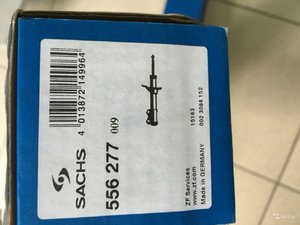 SACHS
556 277
009
4 013872 149964
15163
002 3084 152
ZF Services
www.zf.com
Made in GERMANY
Avito